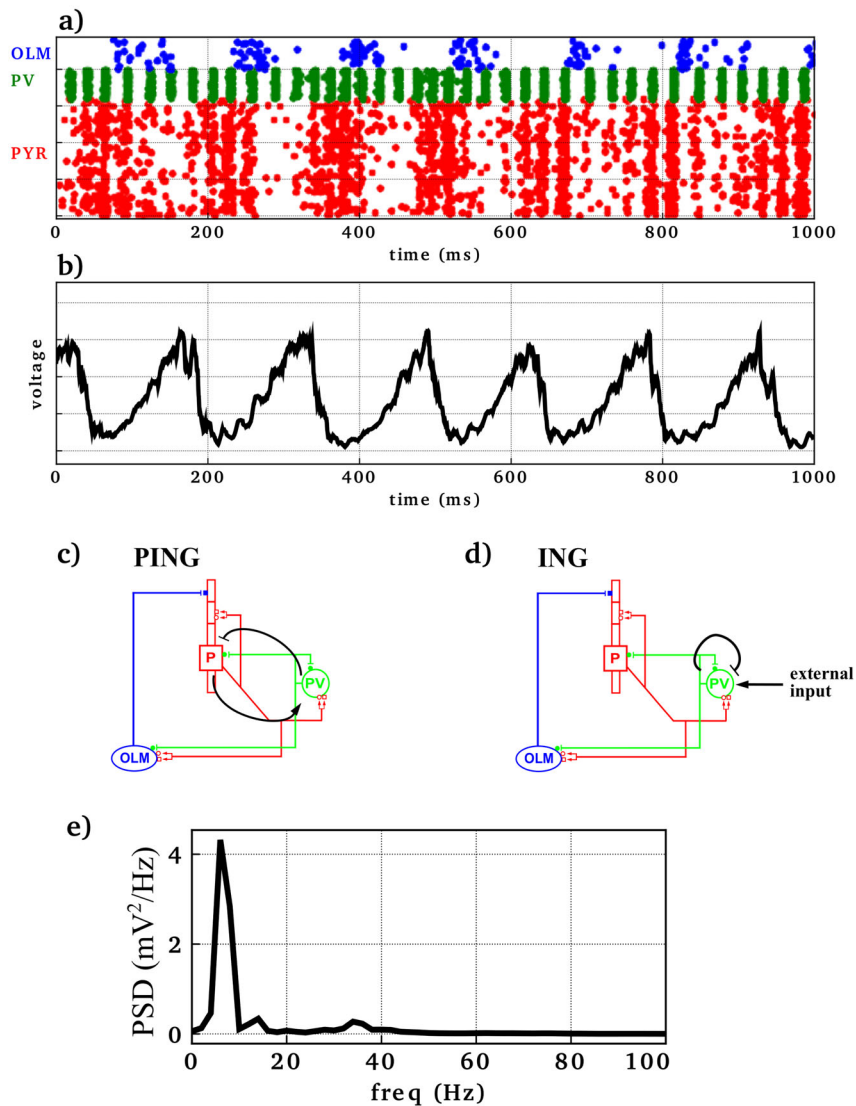 a)
OLM
PV
PYR
0 200 400 600 800 1000
time (ms)
b)
voltage
0 200 400 600 800 1000
time (ms)
c) PING
P
PV
OLM
d) ING
P
PV
external
input
OLM
e)
PSD (mV²/Hz)
4
2
0
0 20 40 60 80 100
freq (Hz)